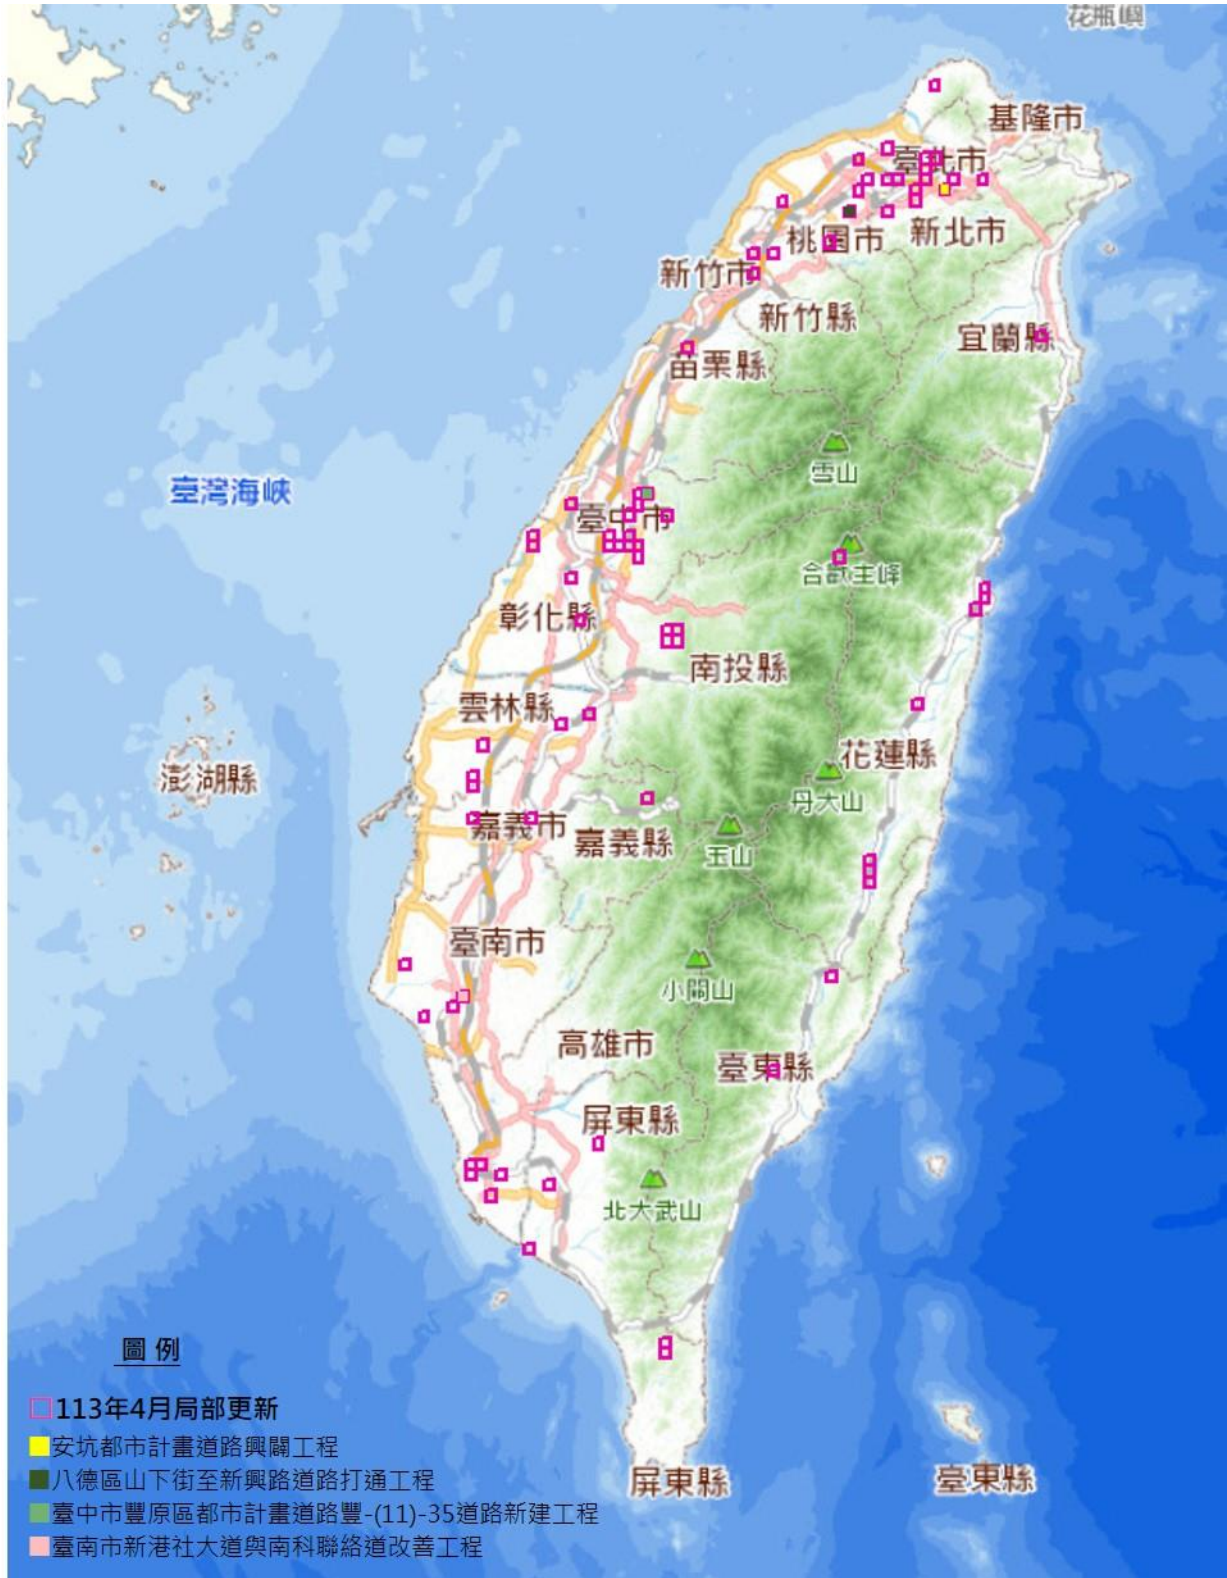 花瓶嶼
基隆市
臺北市
桃園市
新北市
新竹市
新竹縣
宜蘭縣
苗栗縣
雪山
臺灣海峽
臺中市
合歡主峰
彰化縣
南投縣
雲林縣
花蓮縣
澎湖縣
丹大山
嘉義市
嘉義縣
玉山
臺南市
小關山
高雄市
臺東縣
屏東縣
北大武山
圖例
113年4月局部更新
安坑都市計畫道路興闢工程
八德區山下街至新興路道路打通工程
屏東縣
臺東縣
臺中市豐原區都市計畫道路豐-(11)-35道路新建工程
臺南市新港社大道與南科聯絡道改善工程